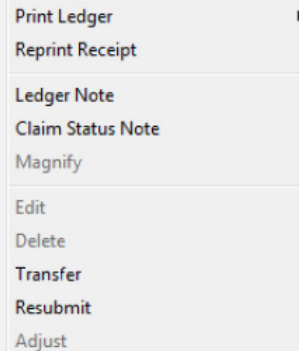 Print Ledger
Reprint Receipt
Ledger Note
Claim Status Note
Magnify
Edit
Delete
Transfer
Resubmit
Adjust